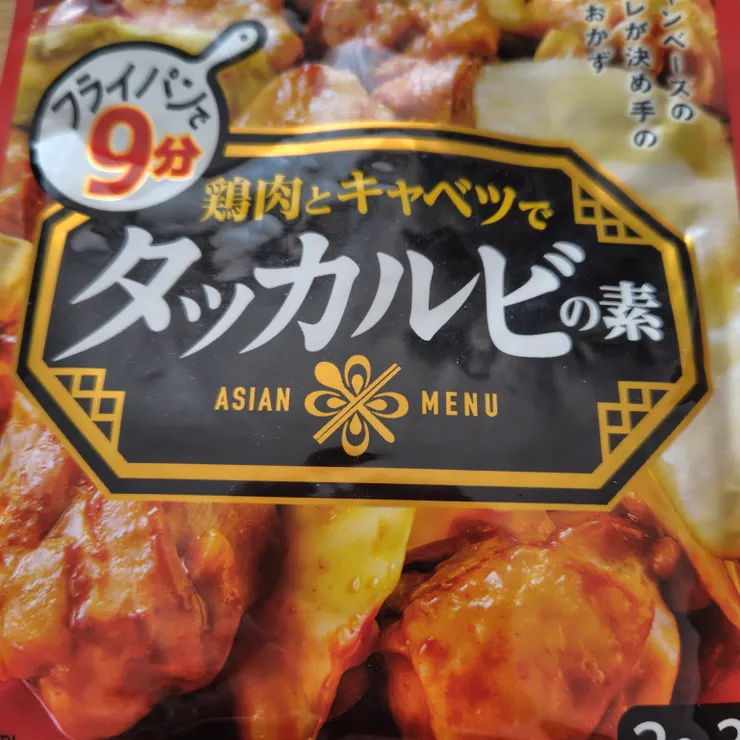 フライパンで
9分
ンベースの
レが決め手の
おかず
鶏肉とキャベツで
タッカルビの素
ASIAN MENU